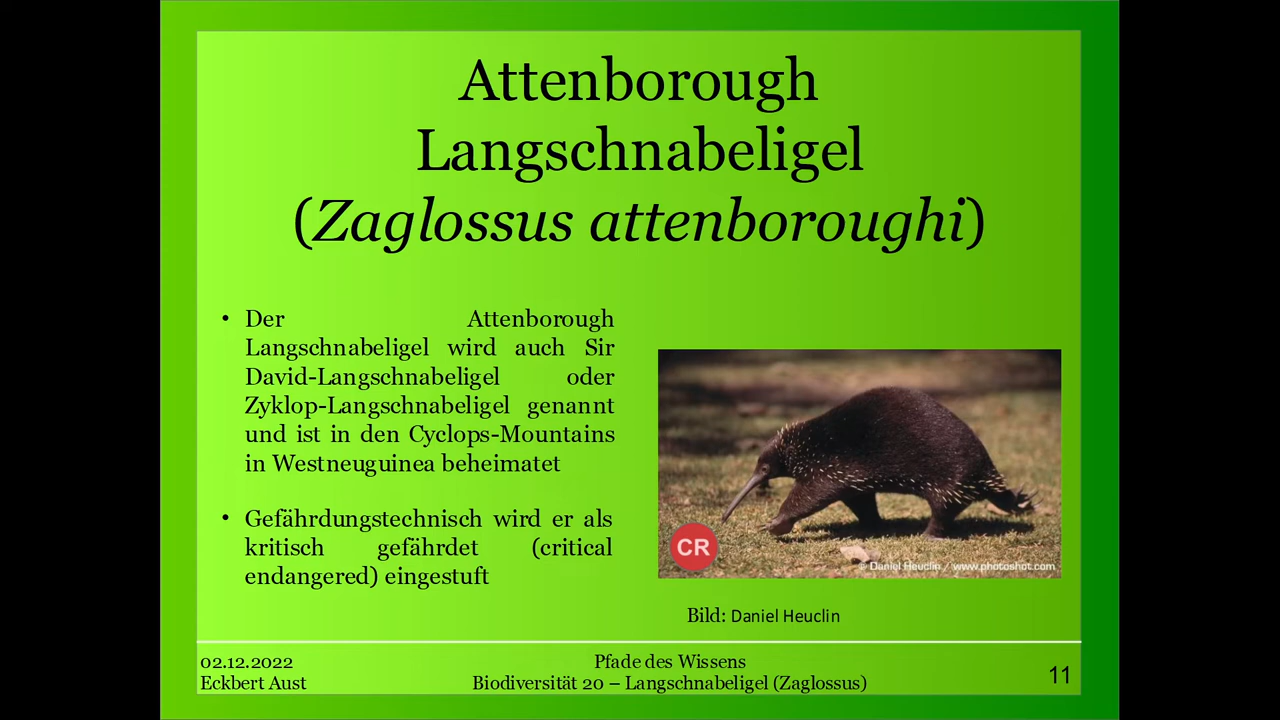 Attenborough
Langschnabeligel
(Zaglossus attenboroughi)
• Der Attenborough
Langschnabeligel wird auch Sir
David-Langschnabeligel oder
Zyklop-Langschnabeligel genannt
und ist in den Cyclops-Mountains
in Westneuguinea beheimatet
• Gefährdungstechnisch wird er als
kritisch gefährdet (critical
endangered) eingestuft
CR
© Daniel Heuclin / www.photoshot.com
Bild: Daniel Heuclin
02.12.2022
Eckbert Aust
Pfade des Wissens
Biodiversität 20 – Langschnabeligel (Zaglossus)
11